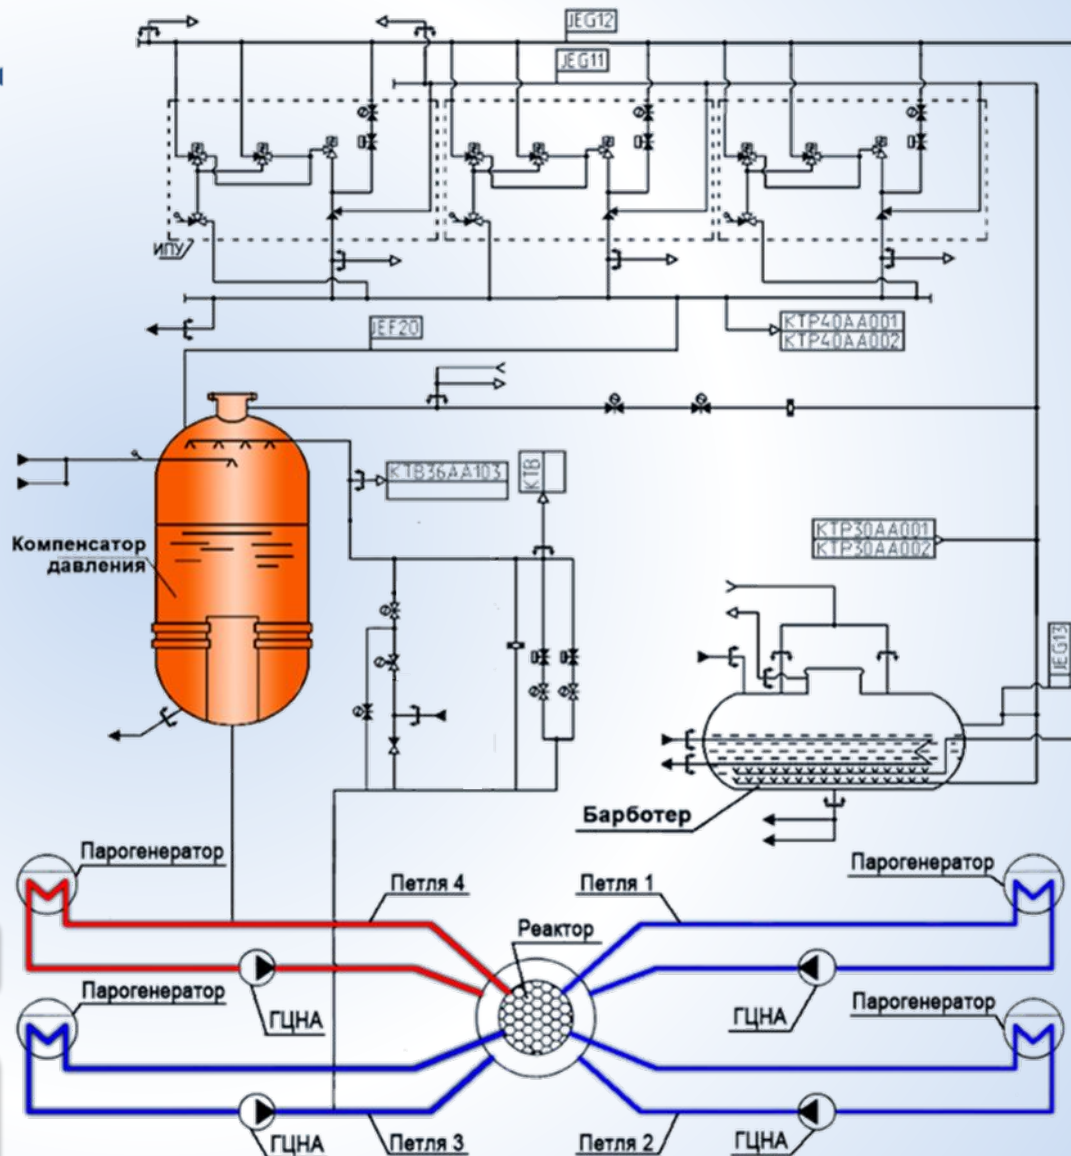 JEG12
JEG11
ИПУ
JEF20
KTP40AA001
KTP40AA002
KTB36AA103
KTB
Компенсатор
давления
KTP30AA001
KTP30AA002
JEG13
Барботер
Парогенератор
Петля 4
Петля 1
Парогенератор
Реактор
ГЦНА
ГЦНА
Парогенератор
Парогенератор
ГЦНА
Петля 3
Петля 2
ГЦНА